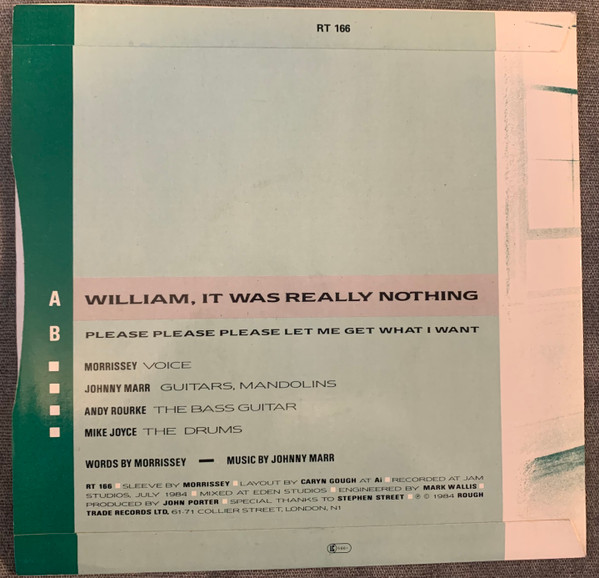 RT 166
A WILLIAM, IT WAS REALLY NOTHING
B PLEASE PLEASE PLEASE LET ME GET WHAT I WANT
MORRISSEY VOICE
JOHNNY MARR GUITARS, MANDOLINS
ANDY ROURKE THE BASS GUITAR
MIKE JOYCE THE DRUMS
WORDS BY MORRISSEY — MUSIC BY JOHNNY MARR
RT 166 ■ SLEEVE BY MORRISSEY ■ LAYOUT BY CARYN GOUGH AT Ai ■ RECORDED AT JAM
STUDIOS, JULY 1984 ■ MIXED AT EDEN STUDIOS ■ ENGINEERED BY MARK WALLIS ■
PRODUCED BY JOHN PORTER ■ SPECIAL THANKS TO STEPHEN STREET ■ ℗ © 1984 ROUGH
TRADE RECORDS LTD, 61-71 COLLIER STREET, LONDON, N1